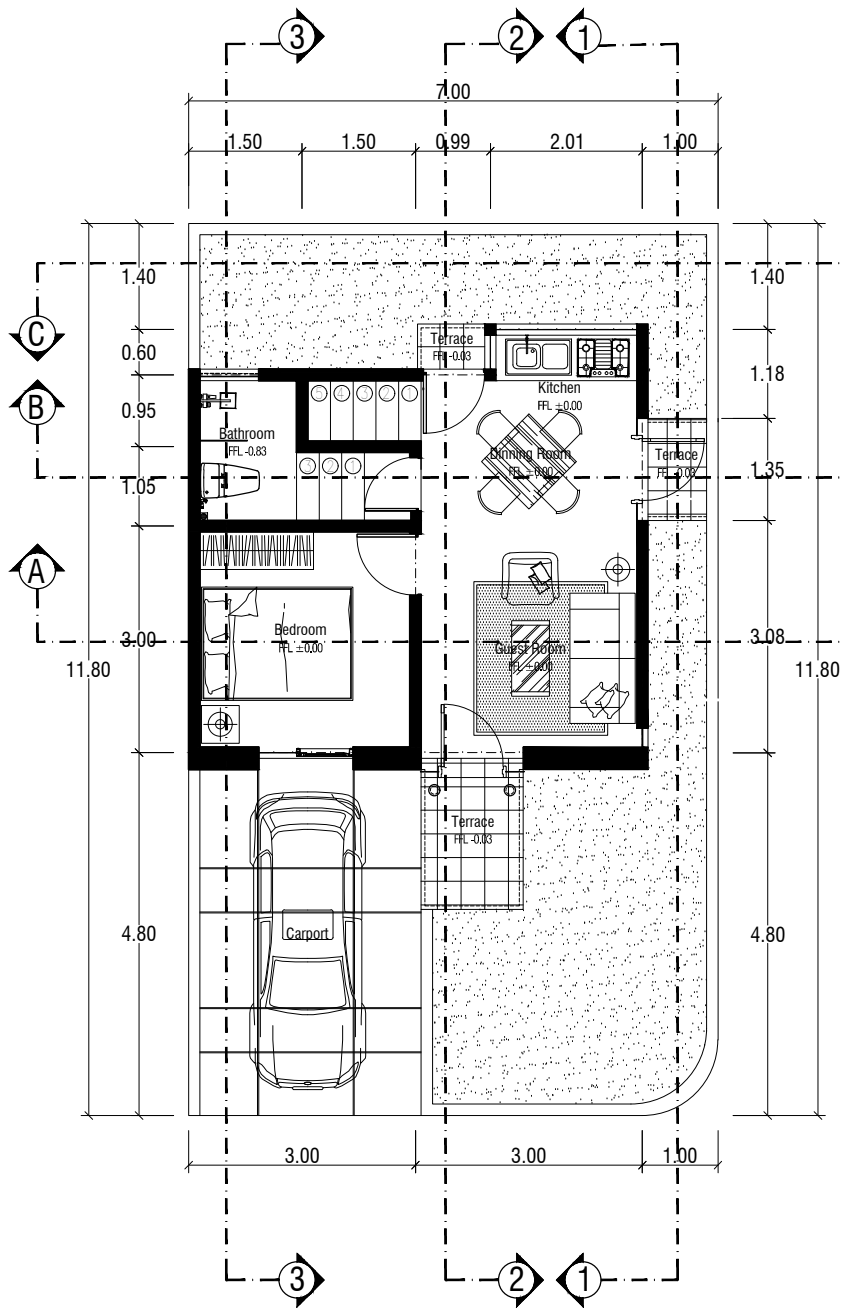 3
2
1
7.00
1.50
1.50
0.99
2.01
1.00
1.40
1.40
C
0.60
Terrace
FFL -0.03
1.18
Kitchen
FFL ±0.00
B
0.95
5
4
3
2
1
Bathroom
FFL -0.83
Dinning Room
FFL ±0.00
Terrace
FFL -0.03
1.35
3
2
1
1.05
A
Bedroom
FFL ±0.00
3.00
3.08
Guest Room
FFL ±0.00
11.80
11.80
Terrace
FFL -0.03
4.80
Carport
4.80
3.00
3.00
1.00
3
2
1